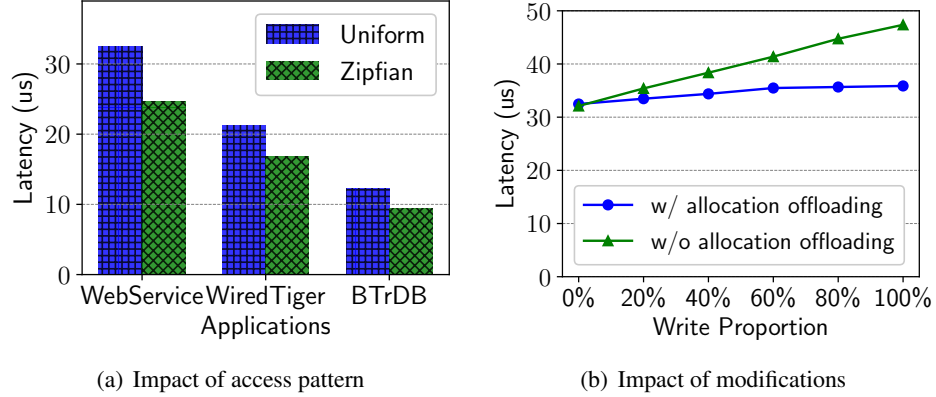 Latency (us)
30
20
10
0
Uniform
Zipfian
WebService WiredTiger BTrDB
Applications
(a) Impact of access pattern
Latency (us)
50
40
30
20
10
0
w/ allocation offloading
w/o allocation offloading
0% 20% 40% 60% 80% 100%
Write Proportion
(b) Impact of modifications